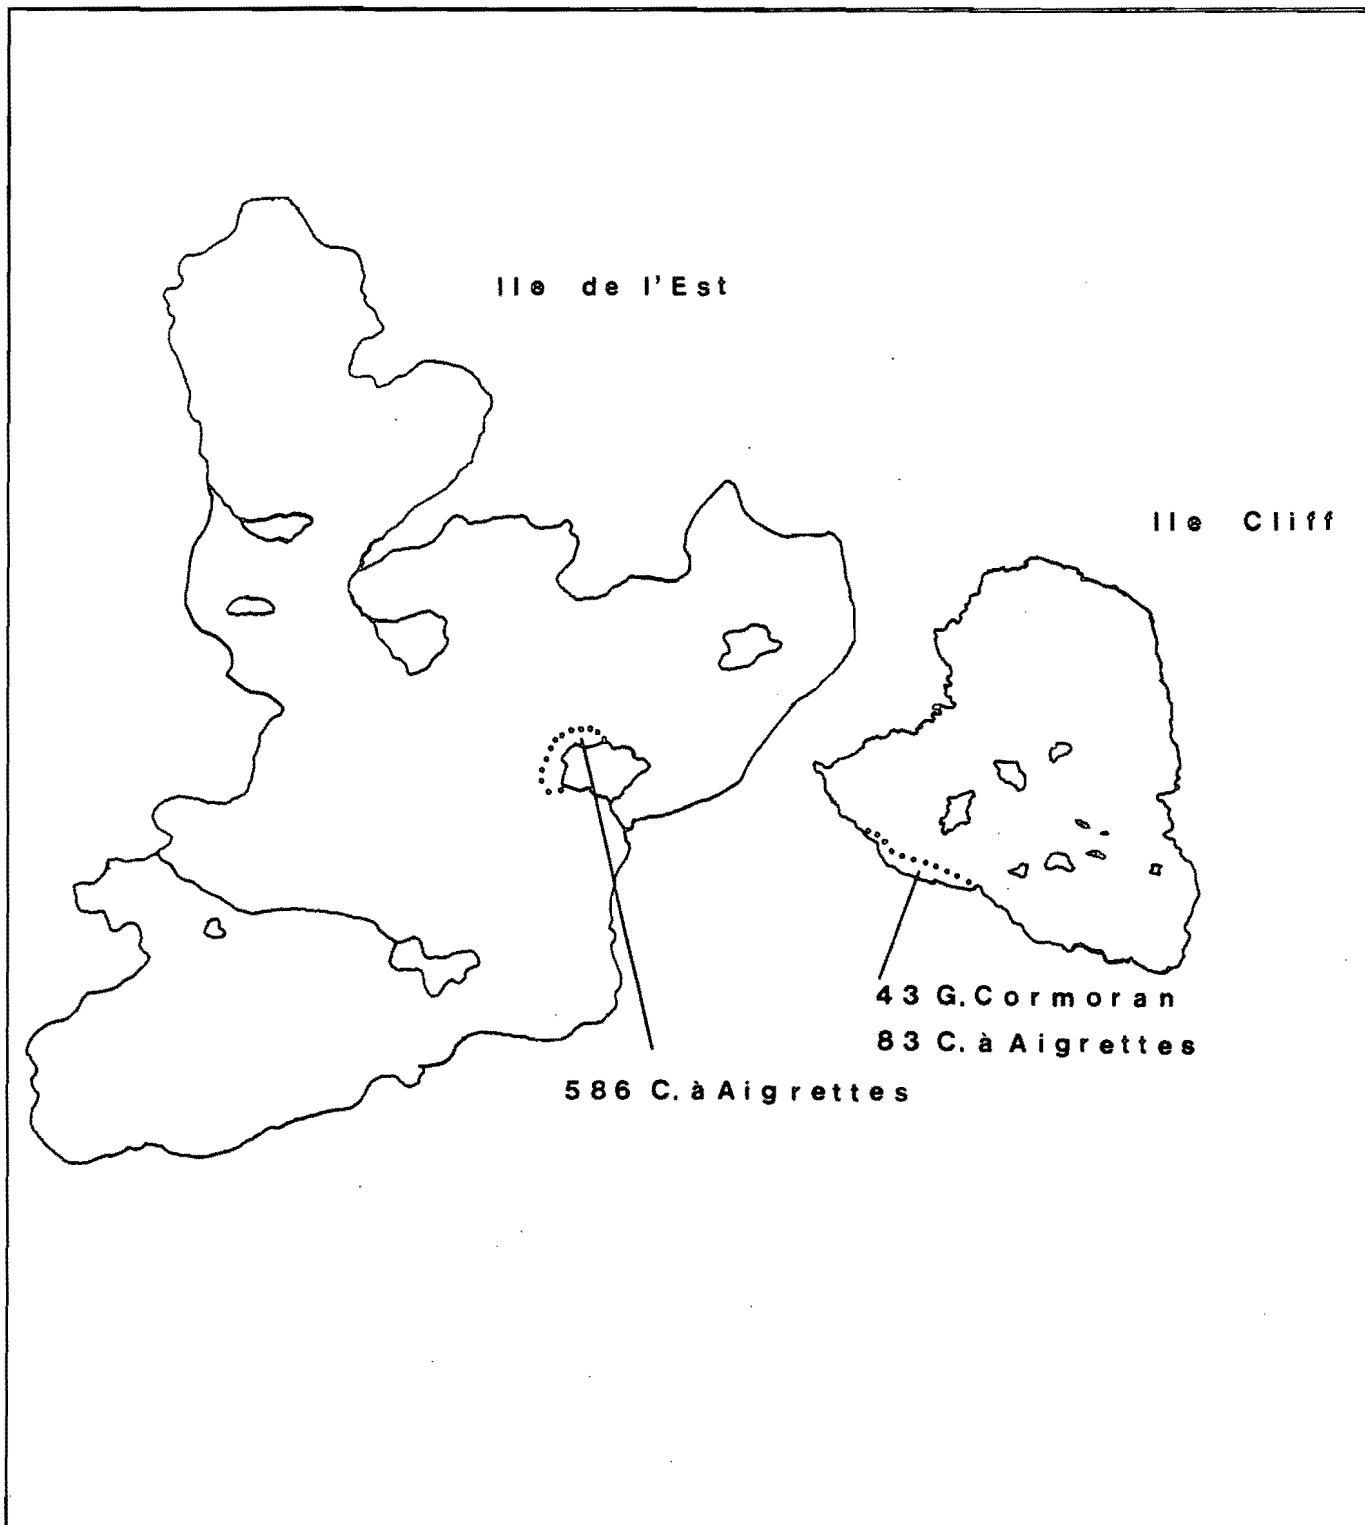 Ile de l'Est
Ile Cliff
43 G. Cormoran
83 C. à Aigrettes
586 C. à Aigrettes